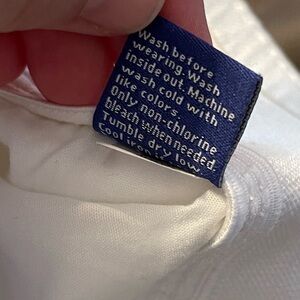 Wash before
wearing. Wash
inside out. Machine
wash cold with
like colors.
Only non-chlorine
bleach when needed.
Tumble dry low.
Cool iron